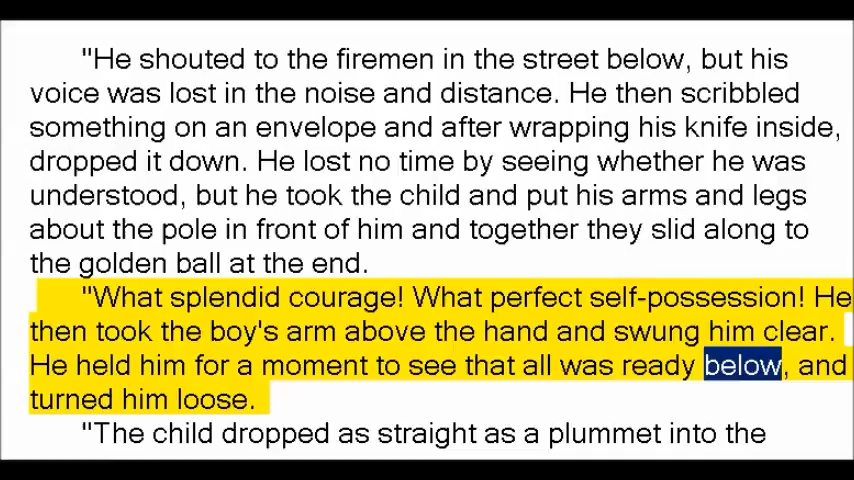 "He shouted to the firemen in the street below, but his
voice was lost in the noise and distance. He then scribbled
something on an envelope and after wrapping his knife inside,
dropped it down. He lost no time by seeing whether he was
understood, but he took the child and put his arms and legs
about the pole in front of him and together they slid along to
the golden ball at the end.
"What splendid courage! What perfect self-possession! He
then took the boy's arm above the hand and swung him clear.
He held him for a moment to see that all was ready below, and
turned him loose.
"The child dropped as straight as a plummet into the